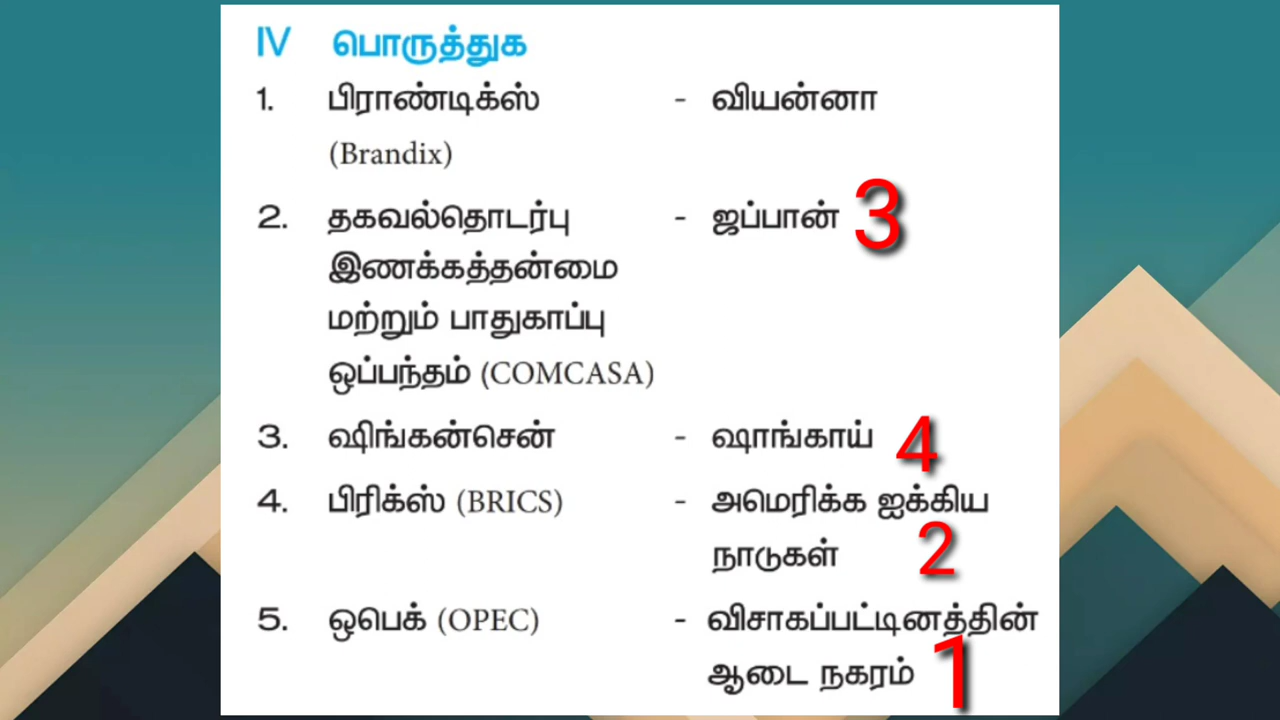 IV பொருத்துக
1. பிராண்டிக்ஸ் - வியன்னா
(Brandix)
2. தகவல்தொடர்பு - ஜப்பான் 3
இணக்கத்தன்மை
மற்றும் பாதுகாப்பு
ஒப்பந்தம் (COMCASA)
3. ஷிங்கன்சென் - ஷாங்காய் 4
4. பிரிக்ஸ் (BRICS) - அமெரிக்க ஐக்கிய
நாடுகள் 2
5. ஒபெக் (OPEC) - விசாகப்பட்டினத்தின்
ஆடை நகரம் 1